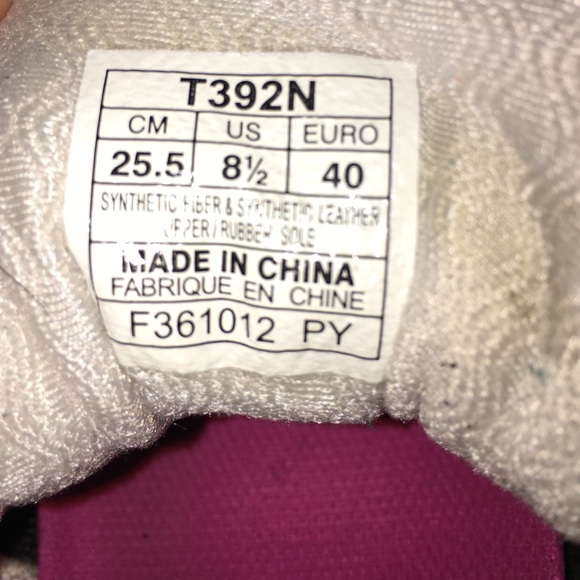 T392N
CM US EURO
25.5 8½ 40
SYNTHETIC FIBER & SYNTHETIC LEATHER
UPPER / RUBBER SOLE
MADE IN CHINA
FABRIQUE EN CHINE
F361012 PY